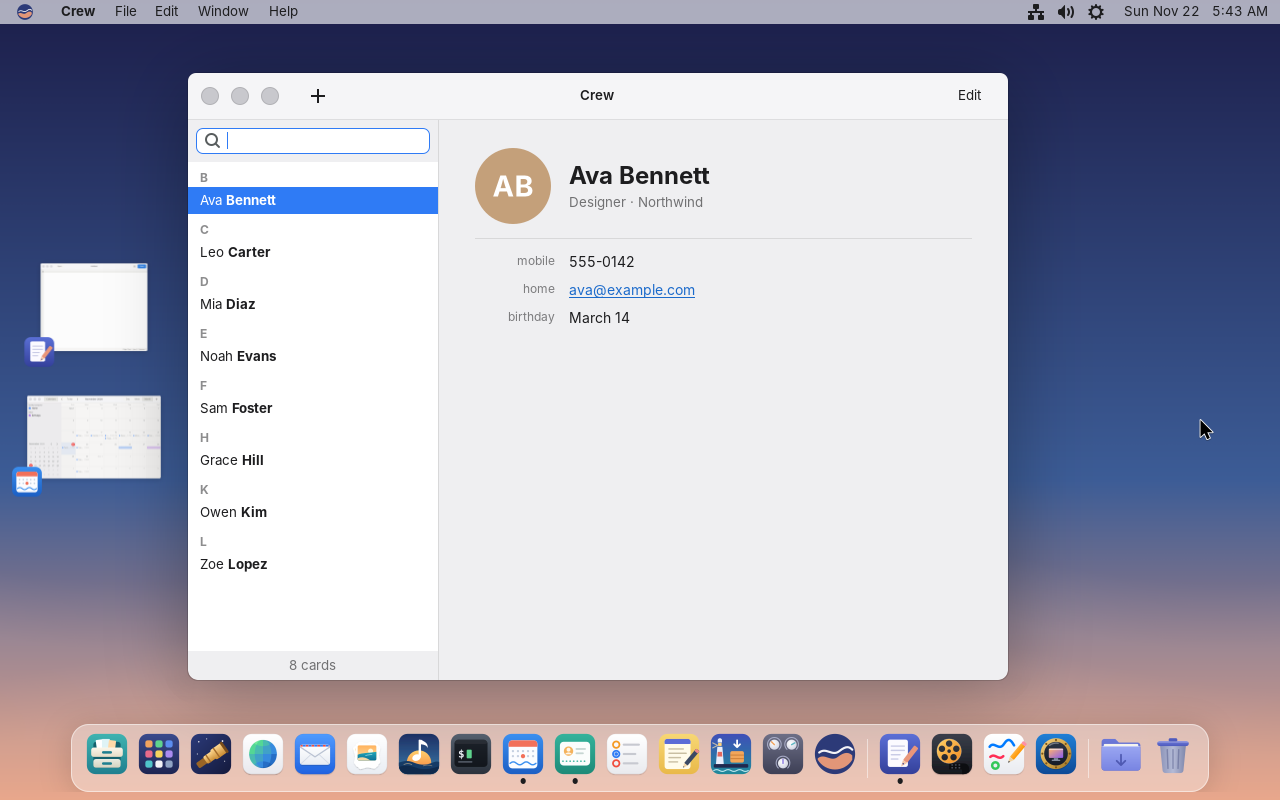 Crew File Edit Window Help Sun Nov 22 5:43 AM
Crew Edit
B
Ava Bennett
C
Leo Carter
D
Mia Diaz
E
Noah Evans
F
Sam Foster
H
Grace Hill
K
Owen Kim
L
Zoe Lopez
8 cards
AB
Ava Bennett
Designer · Northwind
mobile 555-0142
home ava@example.com
birthday March 14
$